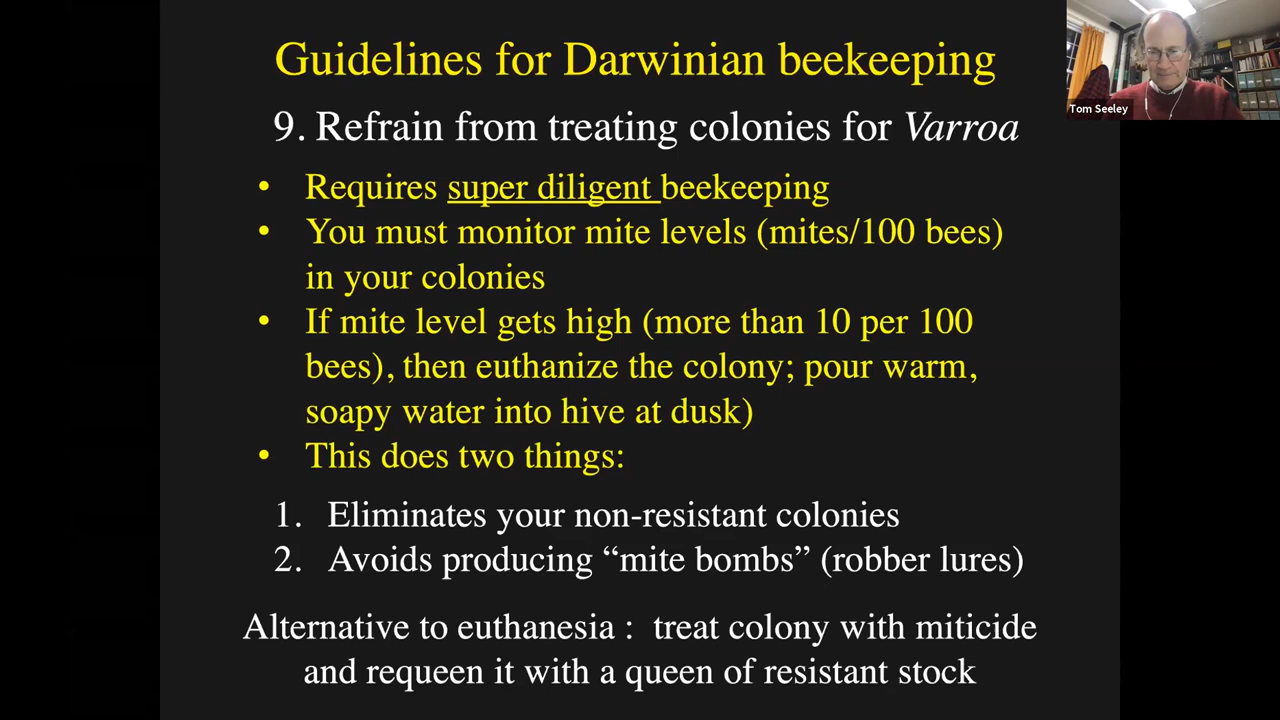 Guidelines for Darwinian beekeeping
Tom Seeley
9. Refrain from treating colonies for Varroa
• Requires super diligent beekeeping
• You must monitor mite levels (mites/100 bees)
in your colonies
• If mite level gets high (more than 10 per 100
bees), then euthanize the colony; pour warm,
soapy water into hive at dusk)
• This does two things:
1. Eliminates your non-resistant colonies
2. Avoids producing “mite bombs” (robber lures)
Alternative to euthanesia : treat colony with miticide
and requeen it with a queen of resistant stock